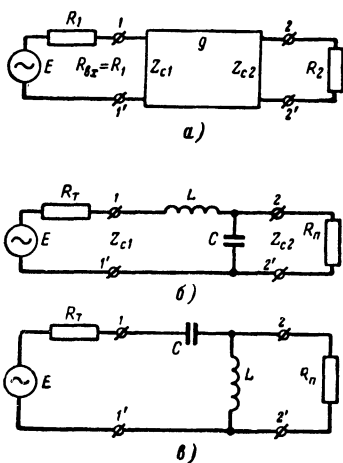 R₁ 1 g 2
E Rвх=R₁ Zc1 Zc2 R₂
1' 2'
а)
Rт 1 L 2
E Zc1 C Zc2 Rп
1' 2'
б)
Rт 1 C 2
E L Rп
1' 2'
в)